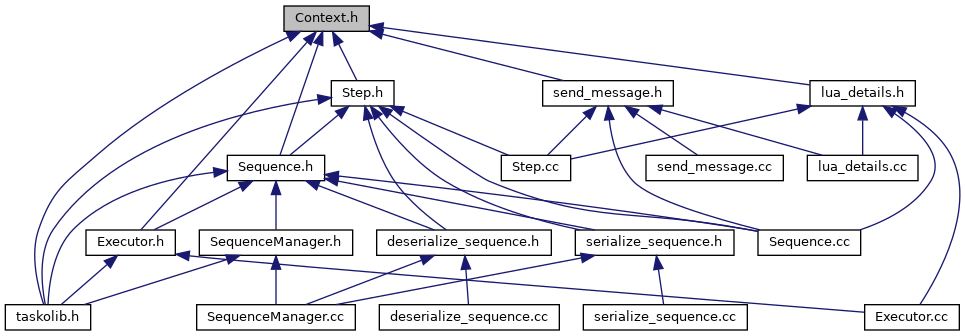 Context.h
Step.h
send_message.h
lua_details.h
Sequence.h
Step.cc
send_message.cc
lua_details.cc
Executor.h
SequenceManager.h
deserialize_sequence.h
serialize_sequence.h
Sequence.cc
taskolib.h
SequenceManager.cc
deserialize_sequence.cc
serialize_sequence.cc
Executor.cc